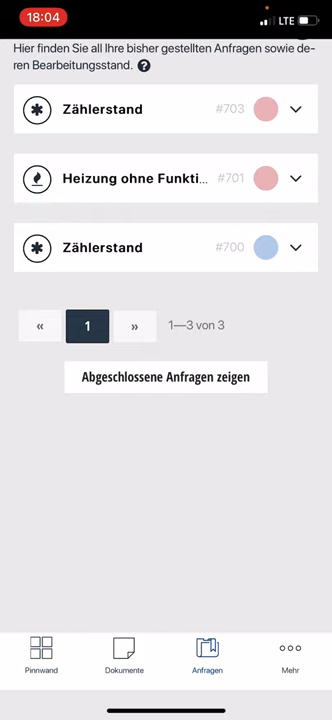 18:04
LTE
Hier finden Sie all Ihre bisher gestellten Anfragen sowie de-
ren Bearbeitungsstand. ?
Zählerstand #703
Heizung ohne Funkti... #701
Zählerstand #700
« 1 » 1—3 von 3
Abgeschlossene Anfragen zeigen
Pinnwand Dokumente Anfragen Mehr